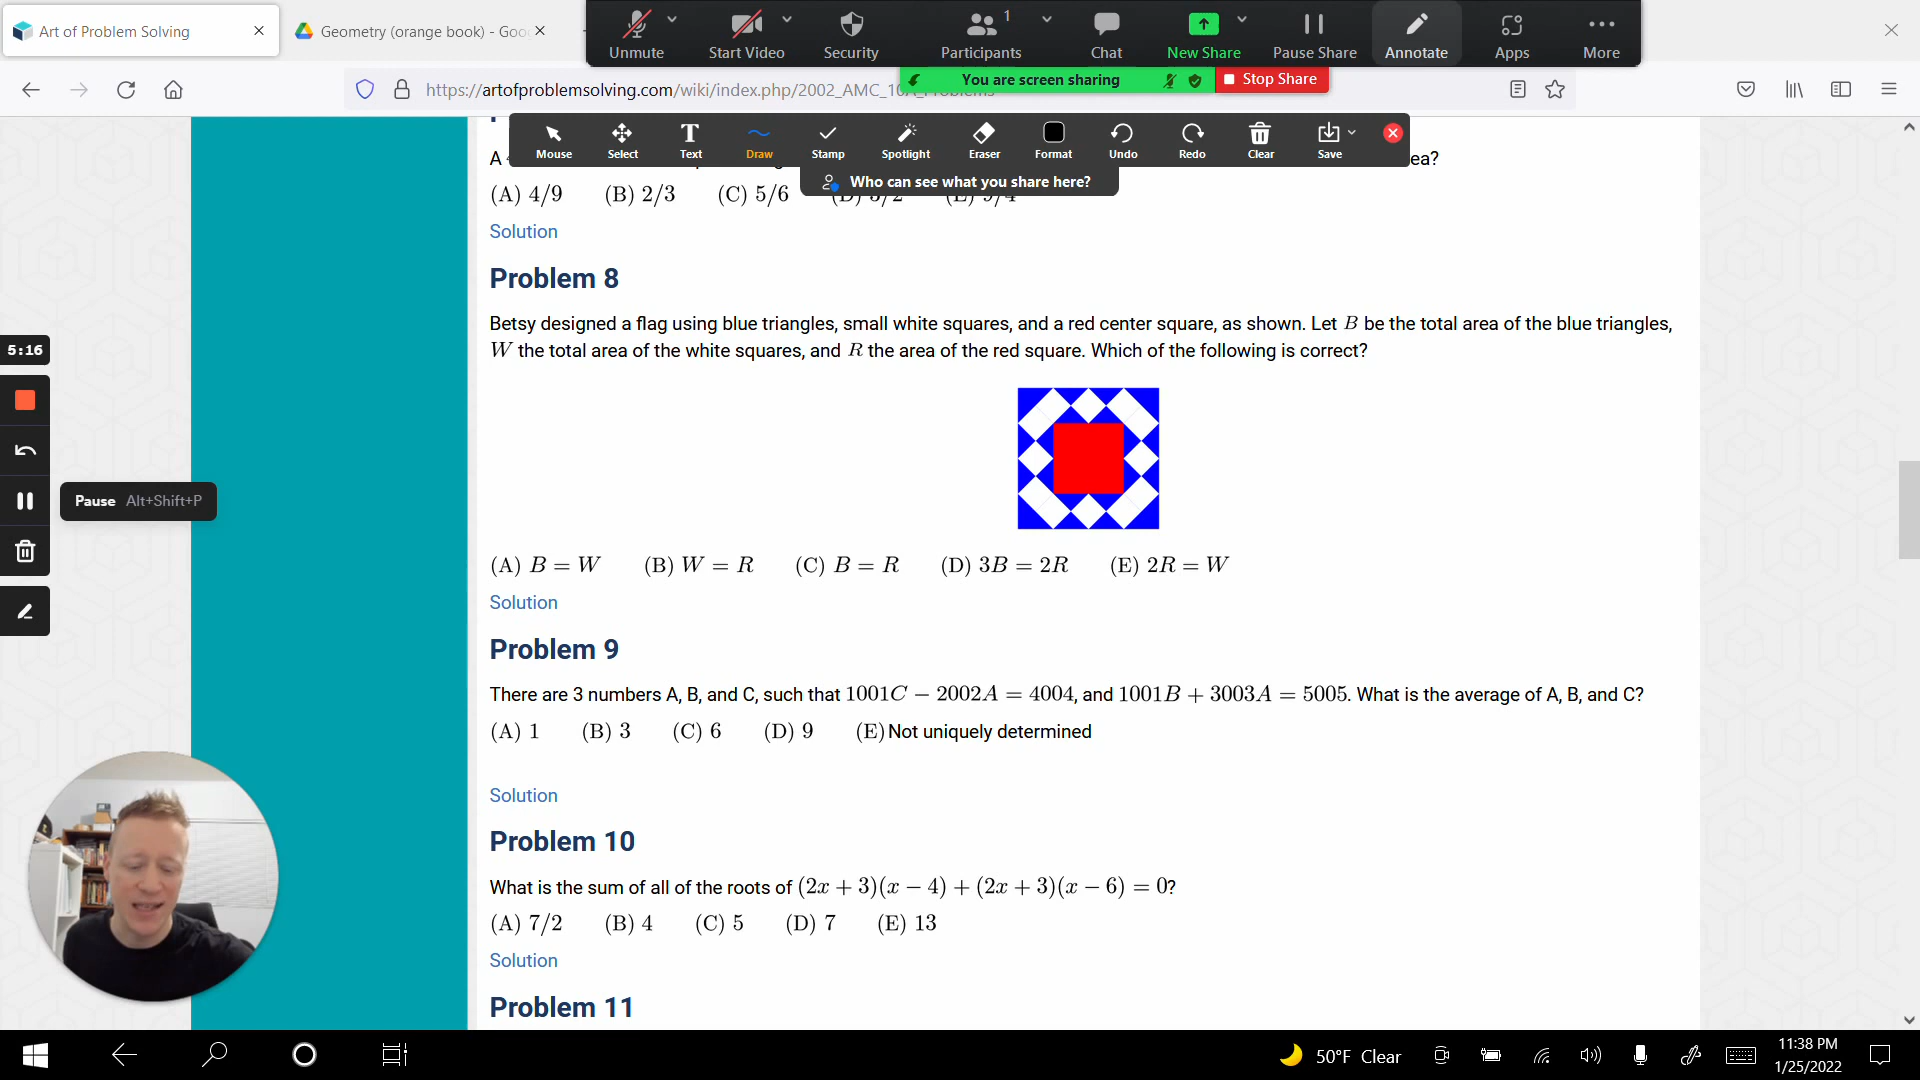 Art of Problem Solving
Geometry (orange book) - Goo
Unmute
Start Video
Security
Participants
1
Chat
New Share
Pause Share
Annotate
Apps
More
You are screen sharing
Stop Share
https://artofproblemsolving.com/wiki/index.php/2002_AMC_10A_Problems
Mouse
Select
Text
Draw
Stamp
Spotlight
Eraser
Format
Undo
Redo
Clear
Save
Who can see what you share here?
ea?
(A) 4/9 (B) 2/3 (C) 5/6 (D) 3/2 (E) 9/4
Solution
Problem 8
Betsy designed a flag using blue triangles, small white squares, and a red center square, as shown. Let B be the total area of the blue triangles,
W the total area of the white squares, and R the area of the red square. Which of the following is correct?
5:16
Pause Alt+Shift+P
(A) B = W (B) W = R (C) B = R (D) 3B = 2R (E) 2R = W
Solution
Problem 9
There are 3 numbers A, B, and C, such that 1001C − 2002A = 4004, and 1001B + 3003A = 5005. What is the average of A, B, and C?
(A) 1 (B) 3 (C) 6 (D) 9 (E) Not uniquely determined
Solution
Problem 10
What is the sum of all of the roots of (2x + 3)(x − 4) + (2x + 3)(x − 6) = 0?
(A) 7/2 (B) 4 (C) 5 (D) 7 (E) 13
Solution
Problem 11
50°F Clear
11:38 PM
1/25/2022